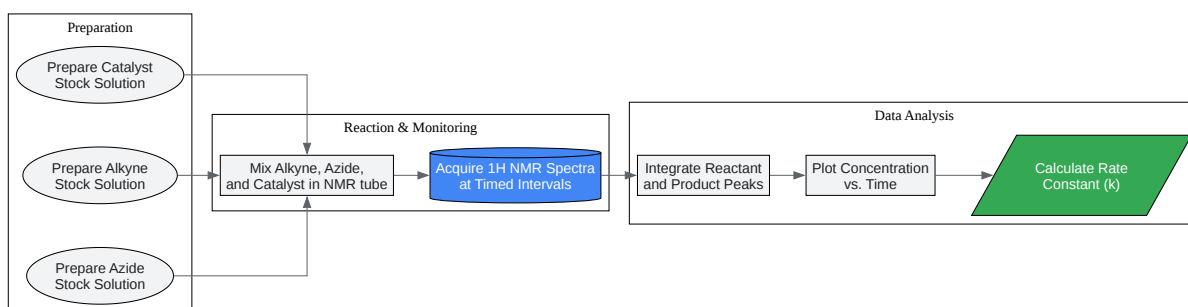 Preparation
Prepare Catalyst
Stock Solution
Prepare Alkyne
Stock Solution
Prepare Azide
Stock Solution
Reaction & Monitoring
Mix Alkyne, Azide,
and Catalyst in NMR tube
Acquire 1H NMR Spectra
at Timed Intervals
Data Analysis
Integrate Reactant
and Product Peaks
Plot Concentration
vs. Time
Calculate Rate
Constant (k)